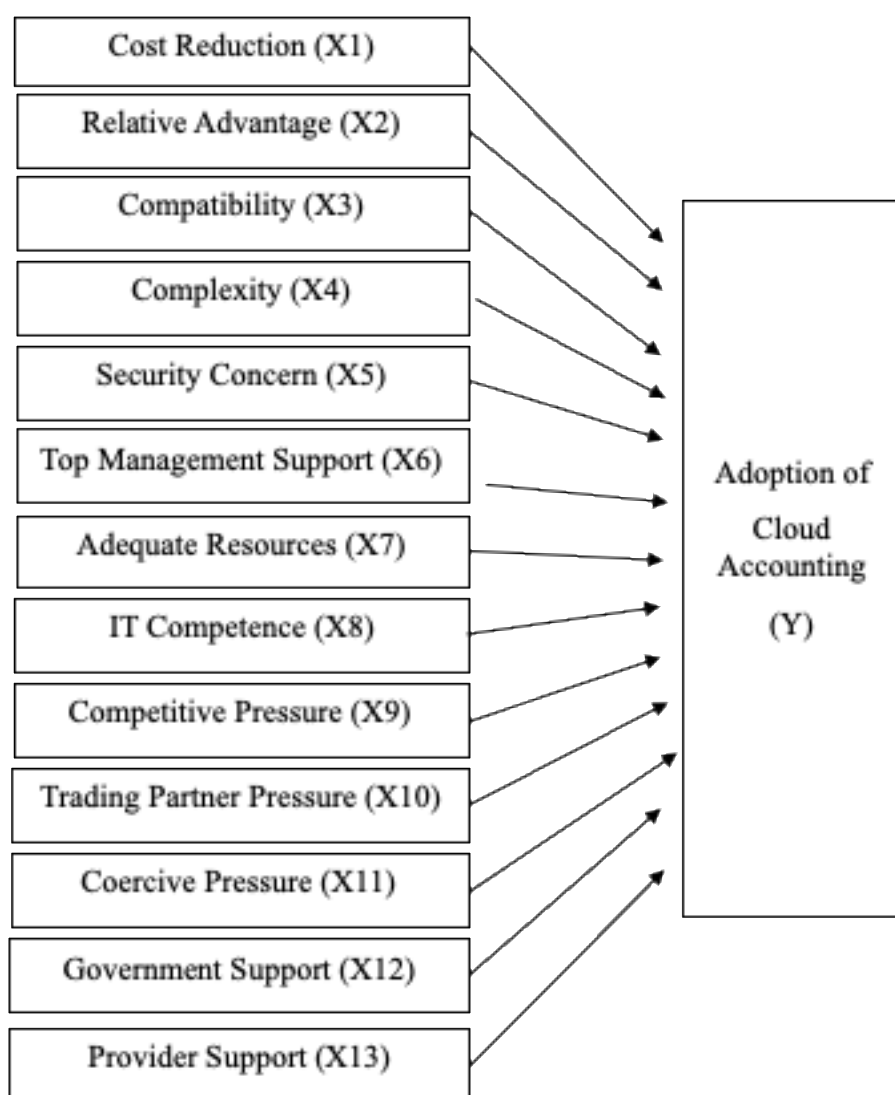 Cost Reduction (X1)
Relative Advantage (X2)
Compatibility (X3)
Complexity (X4)
Security Concern (X5)
Top Management Support (X6)
Adequate Resources (X7)
IT Competence (X8)
Competitive Pressure (X9)
Trading Partner Pressure (X10)
Coercive Pressure (X11)
Government Support (X12)
Provider Support (X13)
Adoption of
Cloud
Accounting
(Y)